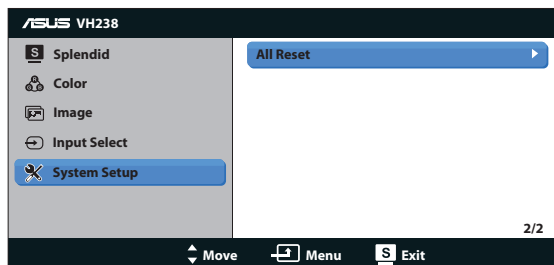 ASUS VH238
S Splendid
Color
Image
Input Select
System Setup
All Reset
2/2
Move Menu S Exit